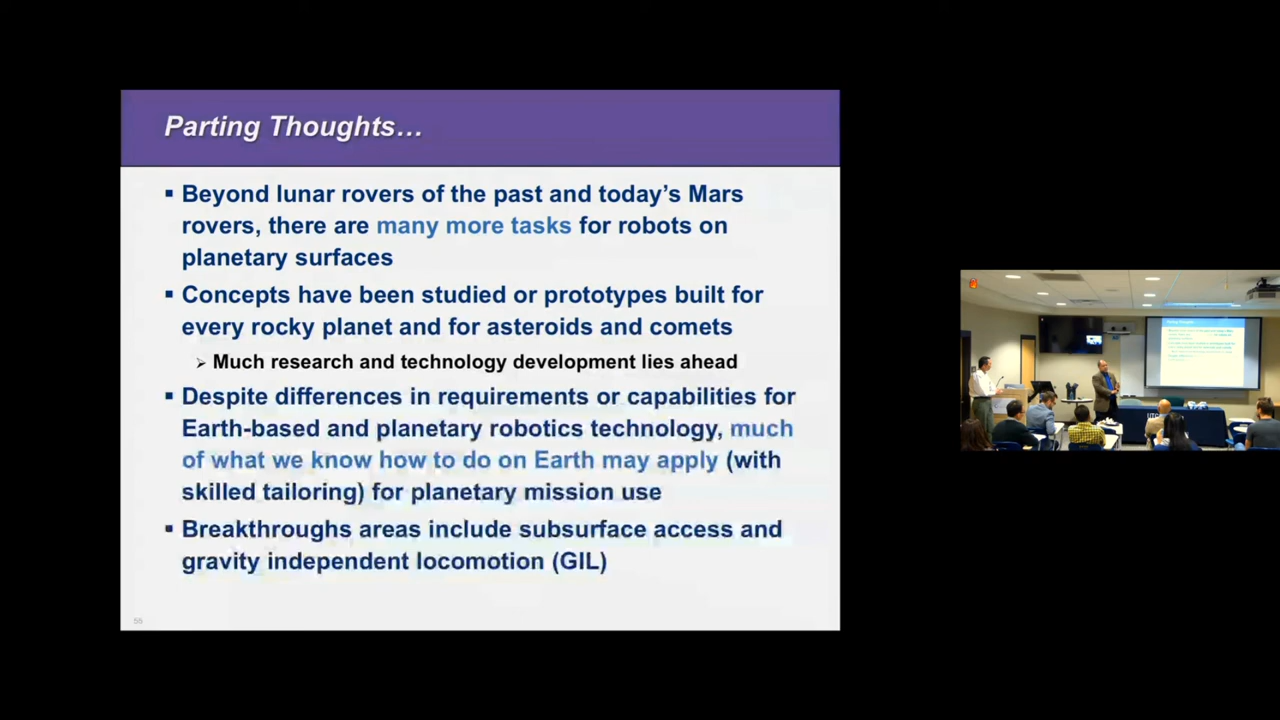 Parting Thoughts…
▪ Beyond lunar rovers of the past and today’s Mars
rovers, there are many more tasks for robots on
planetary surfaces
▪ Concepts have been studied or prototypes built for
every rocky planet and for asteroids and comets
➢ Much research and technology development lies ahead
▪ Despite differences in requirements or capabilities for
Earth-based and planetary robotics technology, much
of what we know how to do on Earth may apply (with
skilled tailoring) for planetary mission use
▪ Breakthroughs areas include subsurface access and
gravity independent locomotion (GIL)
55
Parting Thoughts…